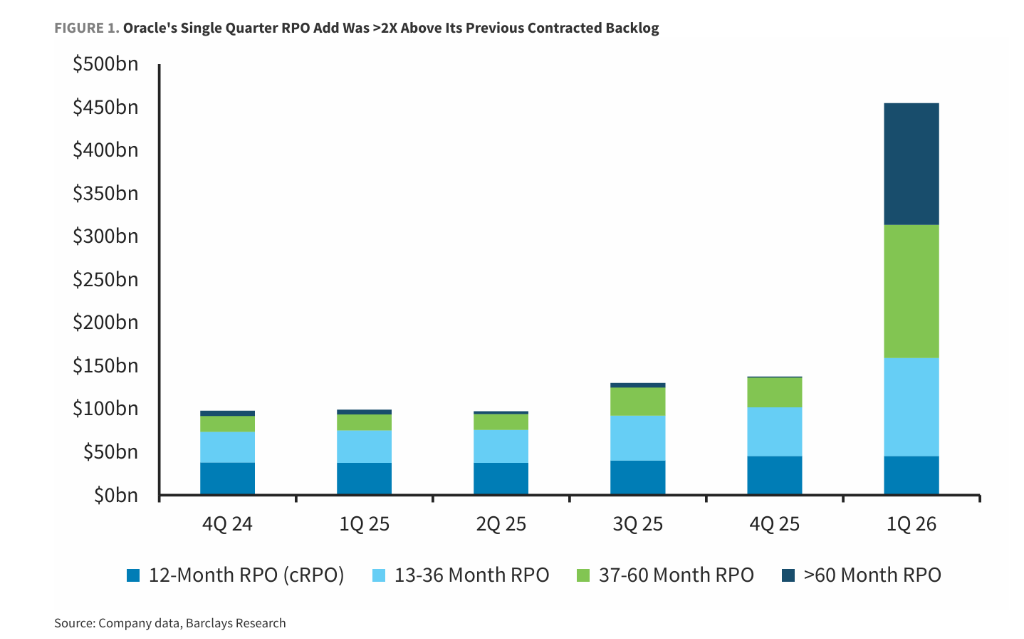 FIGURE 1. Oracle's Single Quarter RPO Add Was >2X Above Its Previous Contracted Backlog
$500bn
$450bn
$400bn
$350bn
$300bn
$250bn
$200bn
$150bn
$100bn
$50bn
$0bn
4Q 24 1Q 25 2Q 25 3Q 25 4Q 25 1Q 26
12-Month RPO (cRPO) 13-36 Month RPO 37-60 Month RPO >60 Month RPO
Source: Company data, Barclays Research